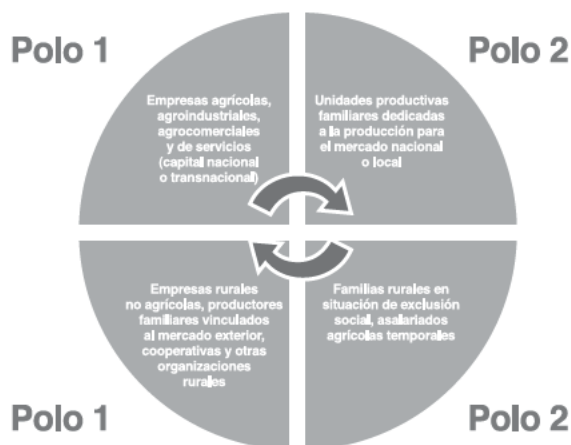 Polo 1
Polo 2
Empresas agrícolas,
agroindustriales,
agrocomerciales
y de servicios
(capital nacional
o transnacional)
Unidades productivas
familiares dedicadas
a la producción para
el mercado nacional
o local
Empresas rurales
no agrícolas, productores
familiares vinculados
al mercado exterior,
cooperativas y otras
organizaciones
rurales
Familias rurales en
situación de exclusión
social, asalariados
agrícolas temporales
Polo 1
Polo 2